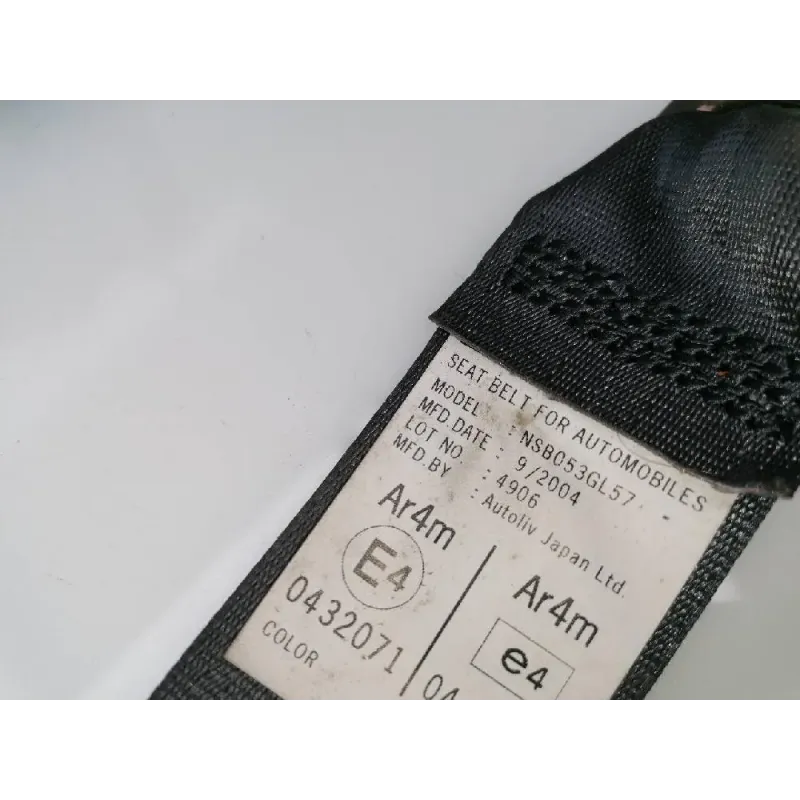 SEAT BELT FOR AUTOMOBILES
MODEL : NSB053GL57
MFD.DATE : 9/2004
LOT NO : 4906
MFD.BY : Autoliv Japan Ltd.
Ar4m
E4
0432071
COLOR
Ar4m
e4
04